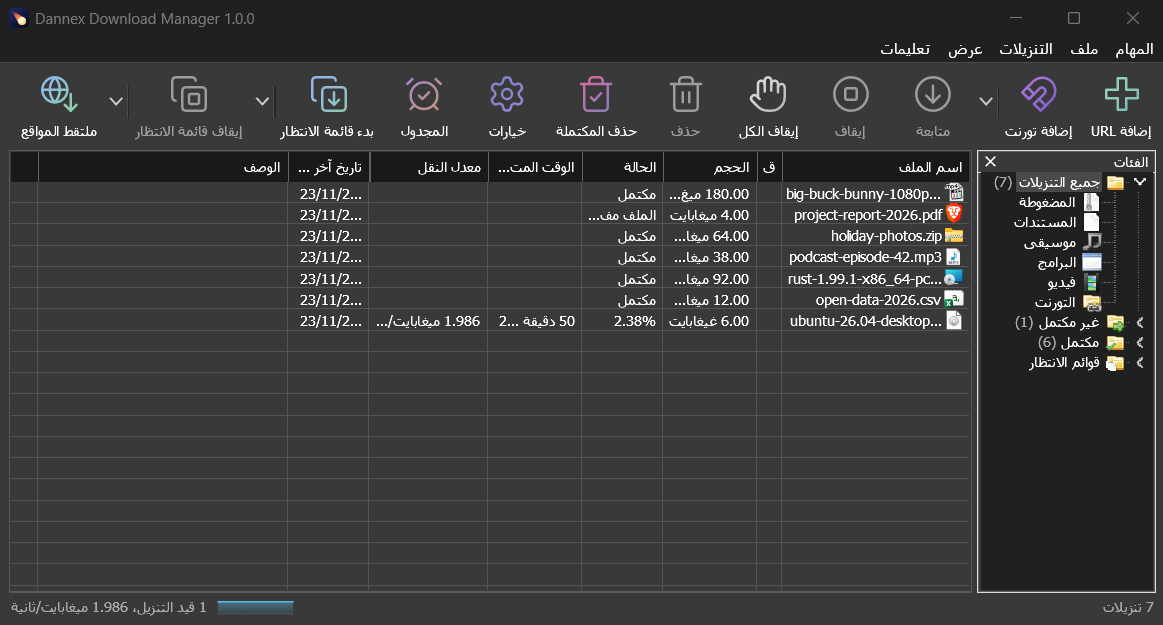 Dannex Download Manager 1.0.0
المهام ملف التنزيلات عرض تعليمات
إضافة URL
إضافة تورنت
متابعة
إيقاف
إيقاف الكل
حذف
حذف المكتملة
خيارات
المجدول
بدء قائمة الانتظار
إيقاف قائمة الانتظار
ملتقط المواقع
الفئات
جميع التنزيلات (7)
المضغوطة
المستندات
موسيقى
البرامج
فيديو
التورنت
غير مكتمل (1)
مكتمل (6)
قوائم الانتظار
اسم الملف ق الحجم الحالة الوقت المت... معدل النقل تاريخ آخر ... الوصف
big-buck-bunny-1080p... 180.00 ميغ... مكتمل 23/11/2...
project-report-2026.pdf 4.00 ميغابايت الملف مف... 23/11/2...
holiday-photos.zip 64.00 ميغا... مكتمل 23/11/2...
podcast-episode-42.mp3 38.00 ميغا... مكتمل 23/11/2...
rust-1.99.1-x86_64-pc... 92.00 ميغا... مكتمل 23/11/2...
open-data-2026.csv 12.00 ميغا... مكتمل 23/11/2...
ubuntu-26.04-desktop... 6.00 غيغابايت 2.38% 50 دقيقة 2... 1.986 ميغابايت/... 23/11/2...
7 تنزيلات
1 قيد التنزيل، 1.986 ميغابايت/ثانية